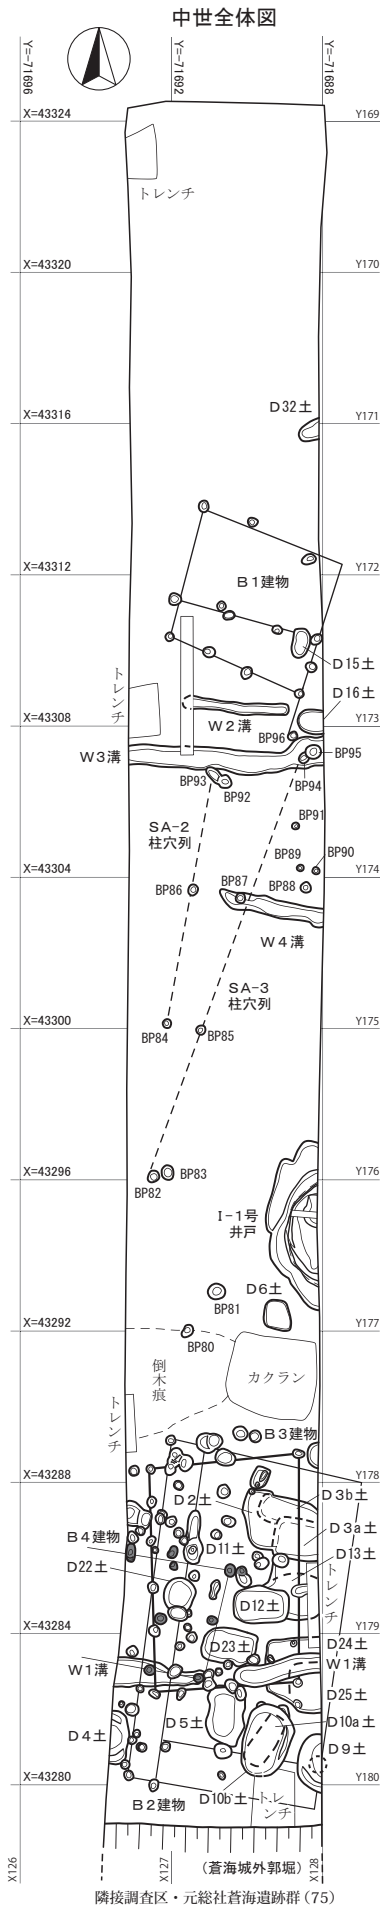 中世全体図
Y=-71696
Y=-71692
Y=-71688
X=43324
Y169
トレンチ
X=43320
Y170
D32土
X=43316
Y171
X=43312
Y172
B1建物
D15土
トレンチ
D16土
X=43308
Y173
W2溝
BP96
W3溝
BP95
BP94
BP93
BP92
BP91
SA-2
柱穴列
BP90
BP89
X=43304
Y174
BP86
BP87
BP88
W4溝
SA-3
柱穴列
X=43300
Y175
BP84
BP85
X=43296
Y176
BP83
BP82
I-1号
井戸
D6土
BP81
X=43292
Y177
BP80
倒木痕
カクラン
トレンチ
B3建物
X=43288
Y178
D2土
D3b土
D3a土
B4建物
D11土
D13土
D22土
トレンチ
D12土
X=43284
Y179
D23土
D24土
W1溝
W1溝
D25土
D5土
D10a土
D4土
D9土
X=43280
Y180
B2建物
D10b土
トレンチ
X126
X127
X128
(蒼海城外郭堀)
隣接調査区・元総社蒼海遺跡群(75)